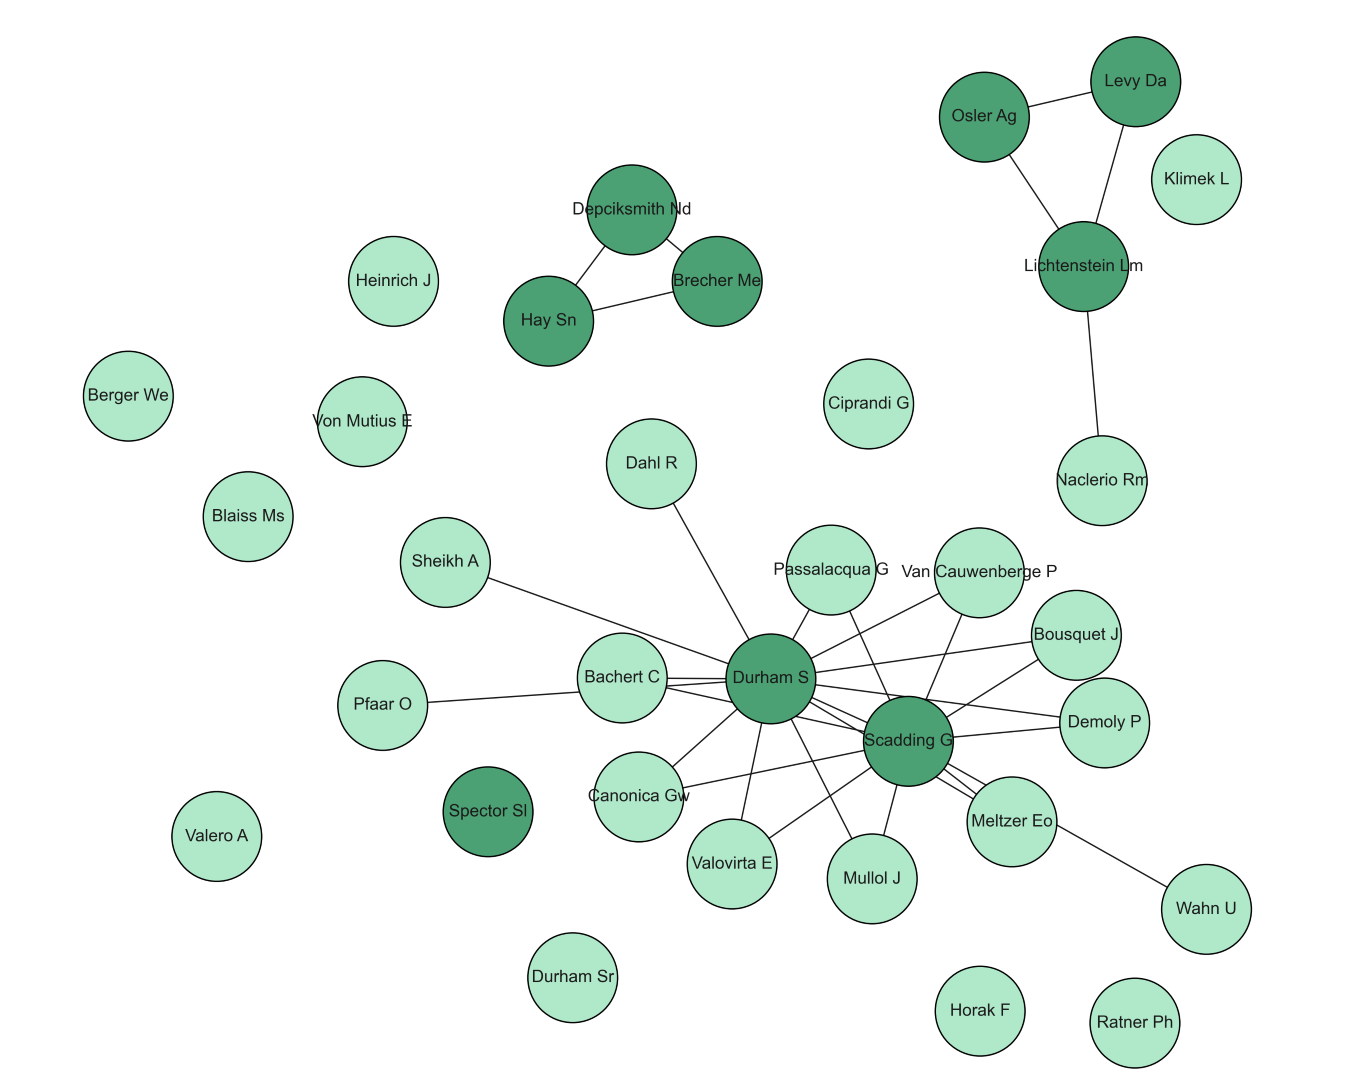 Levy Da
Osler Ag
Klimek L
Depciksmith Nd
Lichtenstein Lm
Heinrich J
Brecher Me
Hay Sn
Berger We
Ciprandi G
Von Mutius E
Dahl R
Naclerio Rm
Blaiss Ms
Sheikh A
Passalacqua G
Van Cauwenberge P
Bousquet J
Bachert C
Durham S
Pfaar O
Demoly P
Scadding G
Canonica Gw
Spector Sl
Meltzer Eo
Valero A
Valovirta E
Mullol J
Wahn U
Durham Sr
Horak F
Ratner Ph